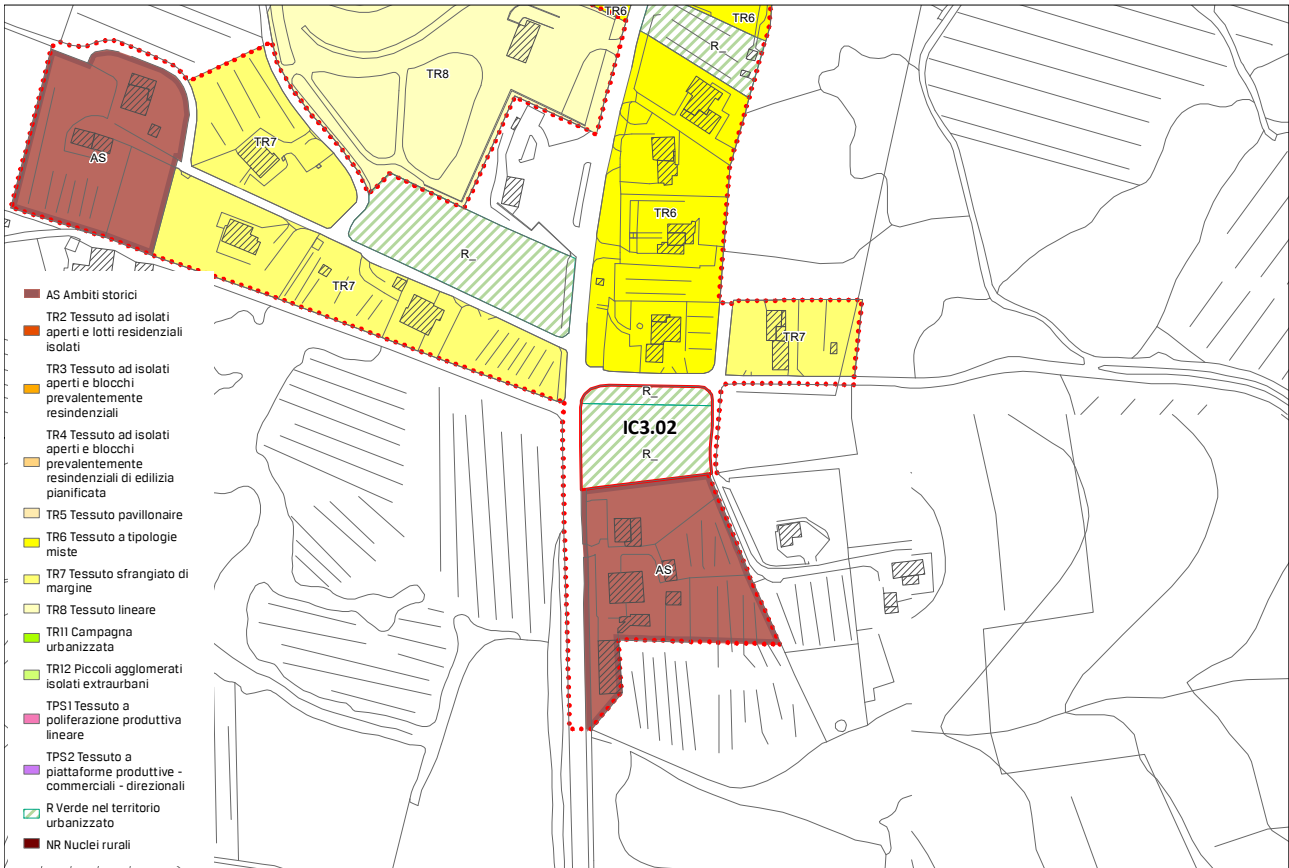 TR6
TR6
R_
TR8
TR7
AS
TR6
R_
TR7
TR7
R_
IC3.02
R_
AS
AS Ambiti storici
TR2 Tessuto ad isolati
aperti e lotti residenziali
isolati
TR3 Tessuto ad isolati
aperti e blocchi
prevalentemente
resindenziali
TR4 Tessuto ad isolati
aperti e blocchi
prevalentemente
resindenziali di edilizia
pianificata
TR5 Tessuto pavillonaire
TR6 Tessuto a tipologie
miste
TR7 Tessuto sfrangiato di
margine
TR8 Tessuto lineare
TR11 Campagna
urbanizzata
TR12 Piccoli agglomerati
isolati extraurbani
TPS1 Tessuto a
poliferazione produttiva
lineare
TPS2 Tessuto a
piattaforme produttive -
commerciali - direzionali
R Verde nel territorio
urbanizzato
NR Nuclei rurali